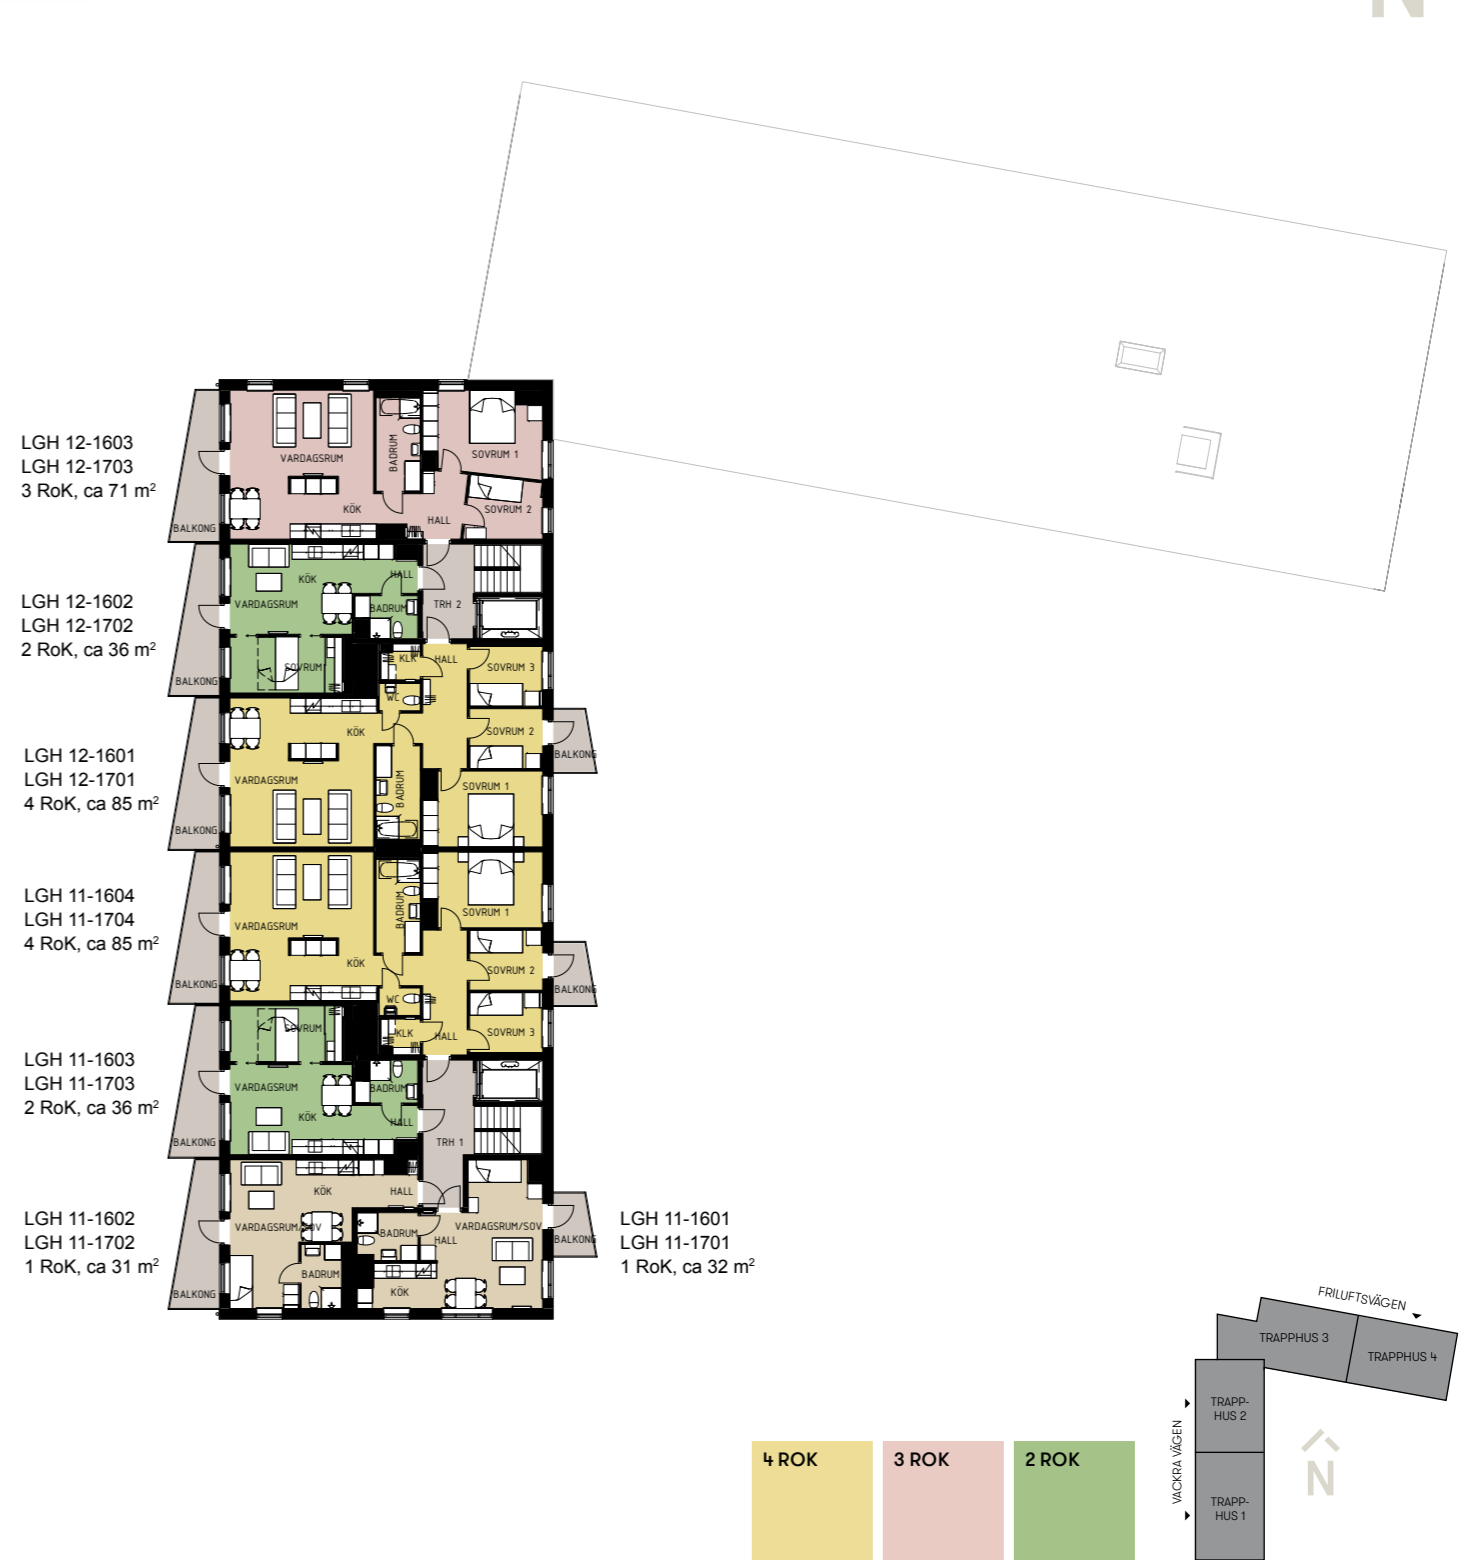 N
LGH 12-1603
LGH 12-1703
3 RoK, ca 71 m²
VARDAGSRUM
BADRUM
SOVRUM 1
KÖK
HALL
SOVRUM 2
BALKONG
LGH 12-1602
LGH 12-1702
2 RoK, ca 36 m²
KÖK
HALL
VARDAGSRUM
BADRUM
TRH 2
SOVRUM
BALKONG
LGH 12-1601
LGH 12-1701
4 RoK, ca 85 m²
KLK
HALL
SOVRUM 3
WC
KÖK
SOVRUM 2
BALKONG
VARDAGSRUM
BADRUM
SOVRUM 1
BALKONG
LGH 11-1604
LGH 11-1704
4 RoK, ca 85 m²
BADRUM
SOVRUM 1
VARDAGSRUM
KÖK
SOVRUM 2
BALKONG
BALKONG
WC
KLK
HALL
SOVRUM 3
LGH 11-1603
LGH 11-1703
2 RoK, ca 36 m²
SOVRUM
VARDAGSRUM
BADRUM
KÖK
HALL
BALKONG
TRH 1
LGH 11-1602
LGH 11-1702
1 RoK, ca 31 m²
KÖK
HALL
VARDAGSRUM/SOV
BADRUM
BALKONG
LGH 11-1601
LGH 11-1701
1 RoK, ca 32 m²
BADRUM
HALL
VARDAGSRUM/SOV
BALKONG
KÖK
FRILUFTSVÄGEN
TRAPPHUS 3
TRAPPHUS 4
TRAPP-
HUS 2
VACKRA VÄGEN
TRAPP-
HUS 1
N
4 ROK
3 ROK
2 ROK